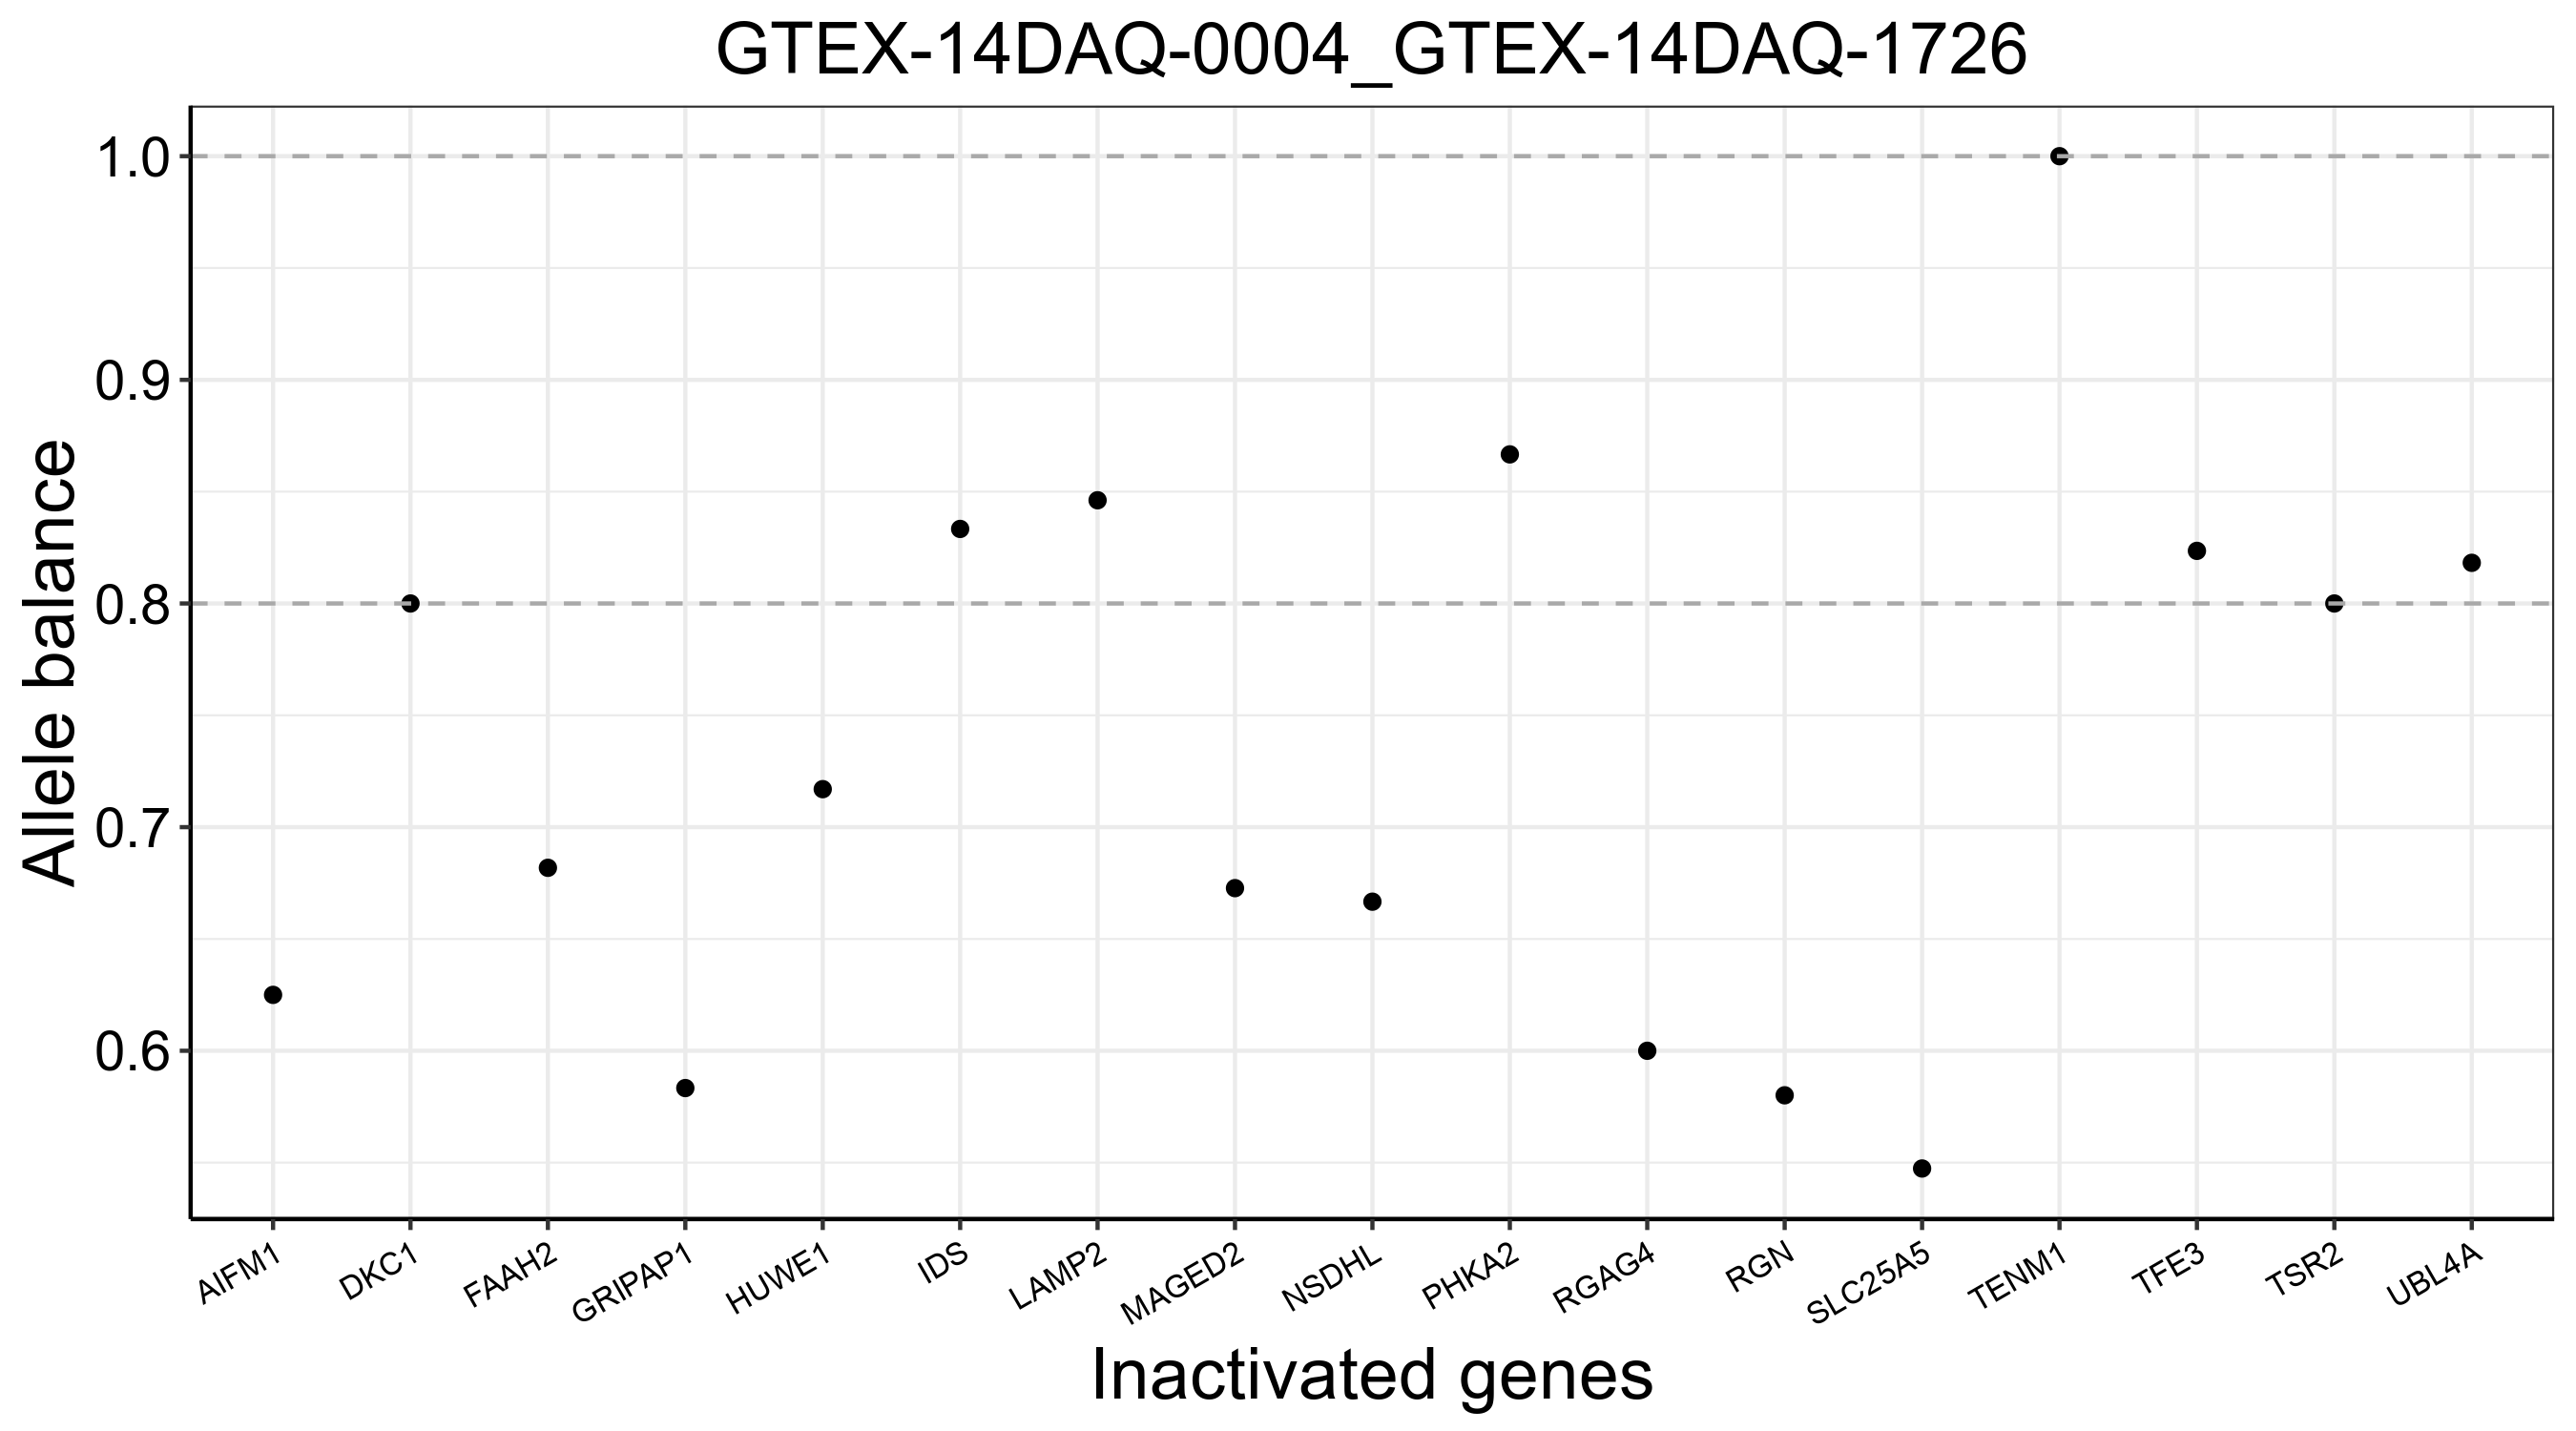 GTEX-14DAQ-0004_GTEX-14DAQ-1726
Allele balance
1.0
0.9
0.8
0.7
0.6
AIFM1
DKC1
FAAH2
GRIPAP1
HUWE1
IDS
LAMP2
MAGED2
NSDHL
PHKA2
RGAG4
RGN
SLC25A5
TENM1
TFE3
TSR2
UBL4A
Inactivated genes